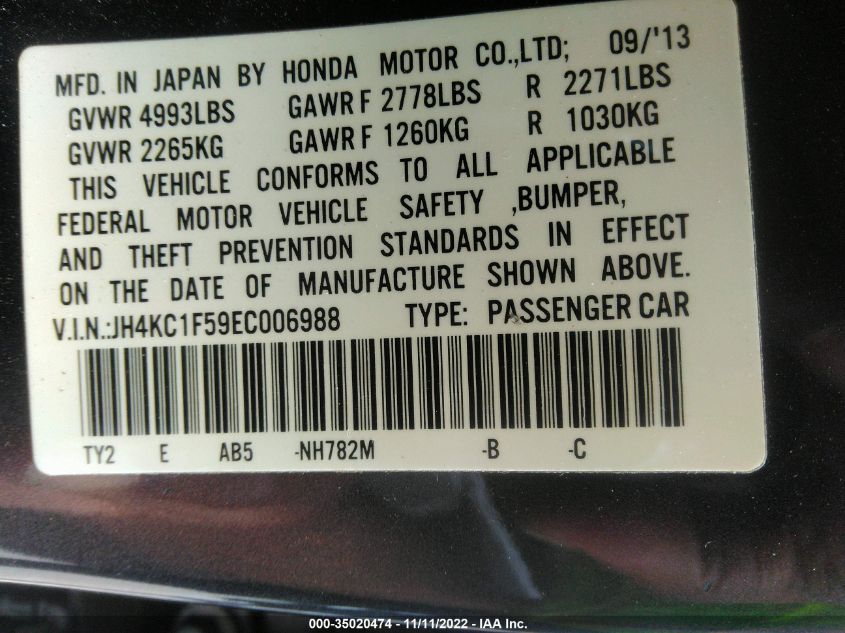 MFD. IN JAPAN BY HONDA MOTOR CO.,LTD; 09/'13
GVWR 4993LBS GAWR F 2778LBS R 2271LBS
GVWR 2265KG GAWR F 1260KG R 1030KG
THIS VEHICLE CONFORMS TO ALL APPLICABLE
FEDERAL MOTOR VEHICLE SAFETY ,BUMPER,
AND THEFT PREVENTION STANDARDS IN EFFECT
ON THE DATE OF MANUFACTURE SHOWN ABOVE.
V.I.N.:JH4KC1F59EC006988 TYPE: PASSENGER CAR
TY2 E AB5 -NH782M -B -C
000-35020474 - 11/11/2022 - IAA Inc.